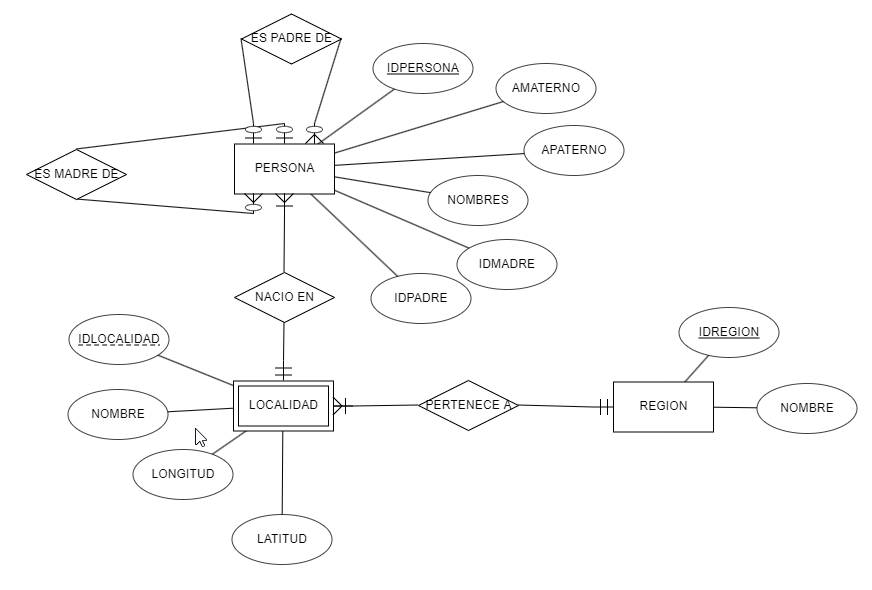 ES PADRE DE
IDPERSONA
AMATERNO
APATERNO
PERSONA
ES MADRE DE
NOMBRES
IDMADRE
IDPADRE
NACIO EN
IDREGION
IDLOCALIDAD
LOCALIDAD
PERTENECE A
REGION
NOMBRE
NOMBRE
LONGITUD
LATITUD